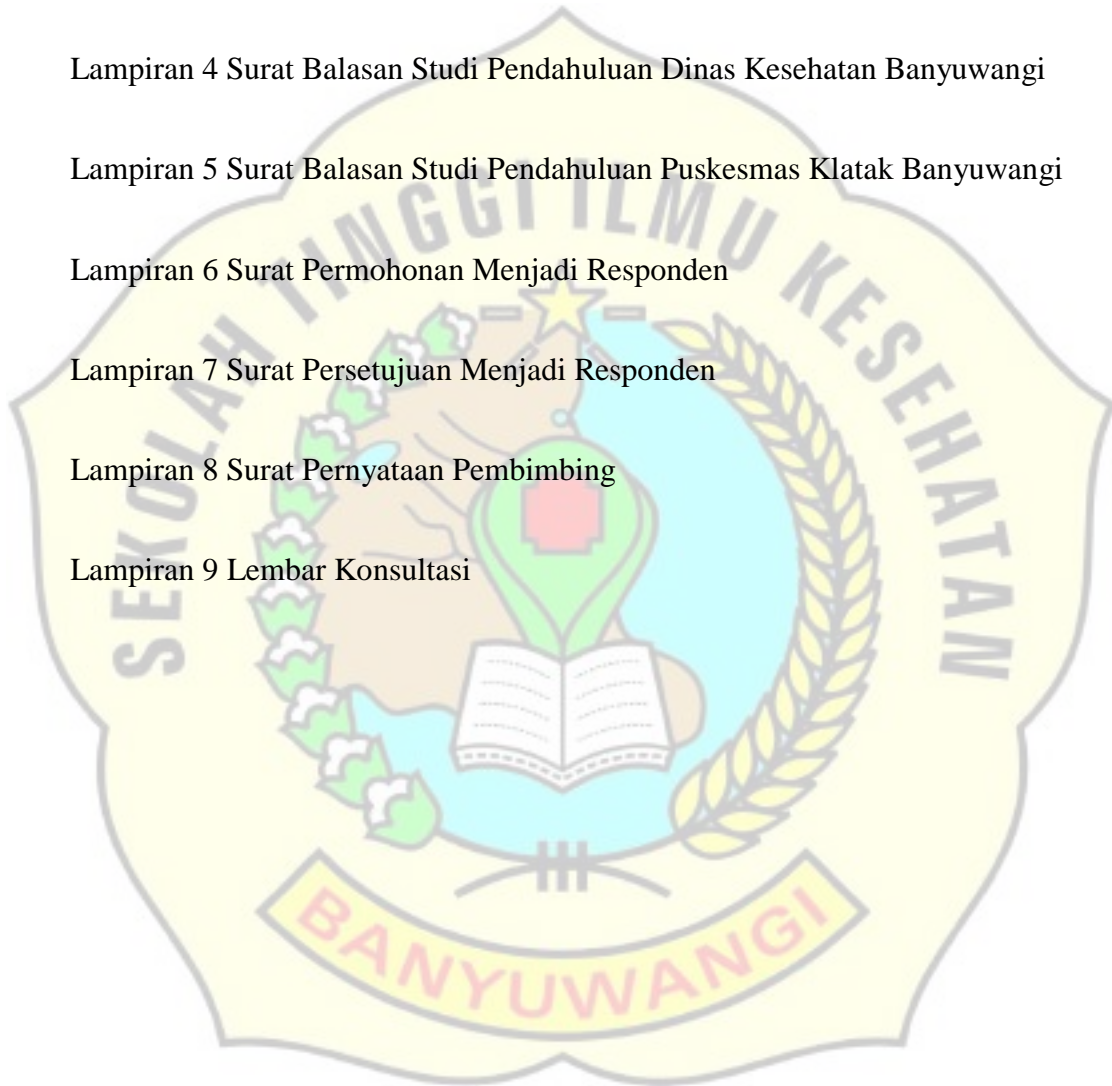 Lampiran 4 Surat Balasan Studi Pendahuluan Dinas Kesehatan Banyuwangi
Lampiran 5 Surat Balasan Studi Pendahuluan Puskesmas Klatak Banyuwangi
Lampiran 6 Surat Permohonan Menjadi Responden
Lampiran 7 Surat Persetujuan Menjadi Responden
Lampiran 8 Surat Pernyataan Pembimbing
Lampiran 9 Lembar Konsultasi
SEKOLAH TINGGI ILMU KESEHATAN
BANYUWANGI